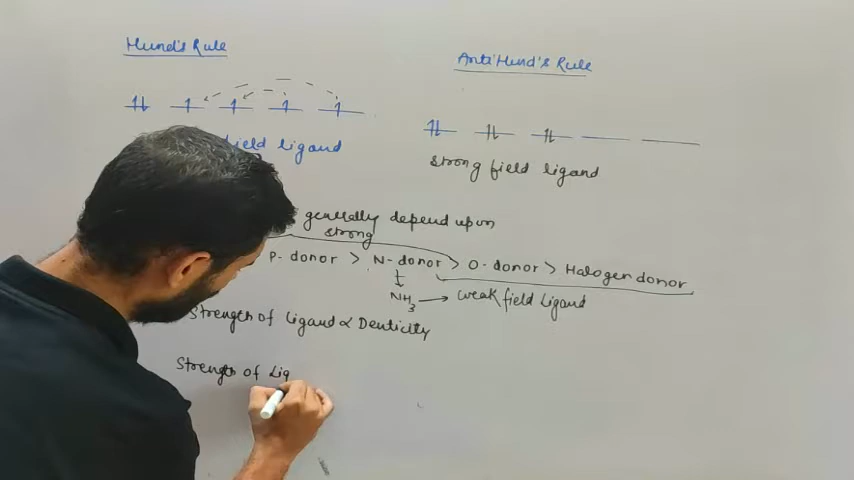 Hund's Rule
Anti Hund's Rule
field ligand
strong field ligand
generally depend upon
strong
P-donor > N-donor > O-donor > Halogen donor
NH3 → weak field Ligand
Strength of Ligand ∝ Denticity
Strength of Lig